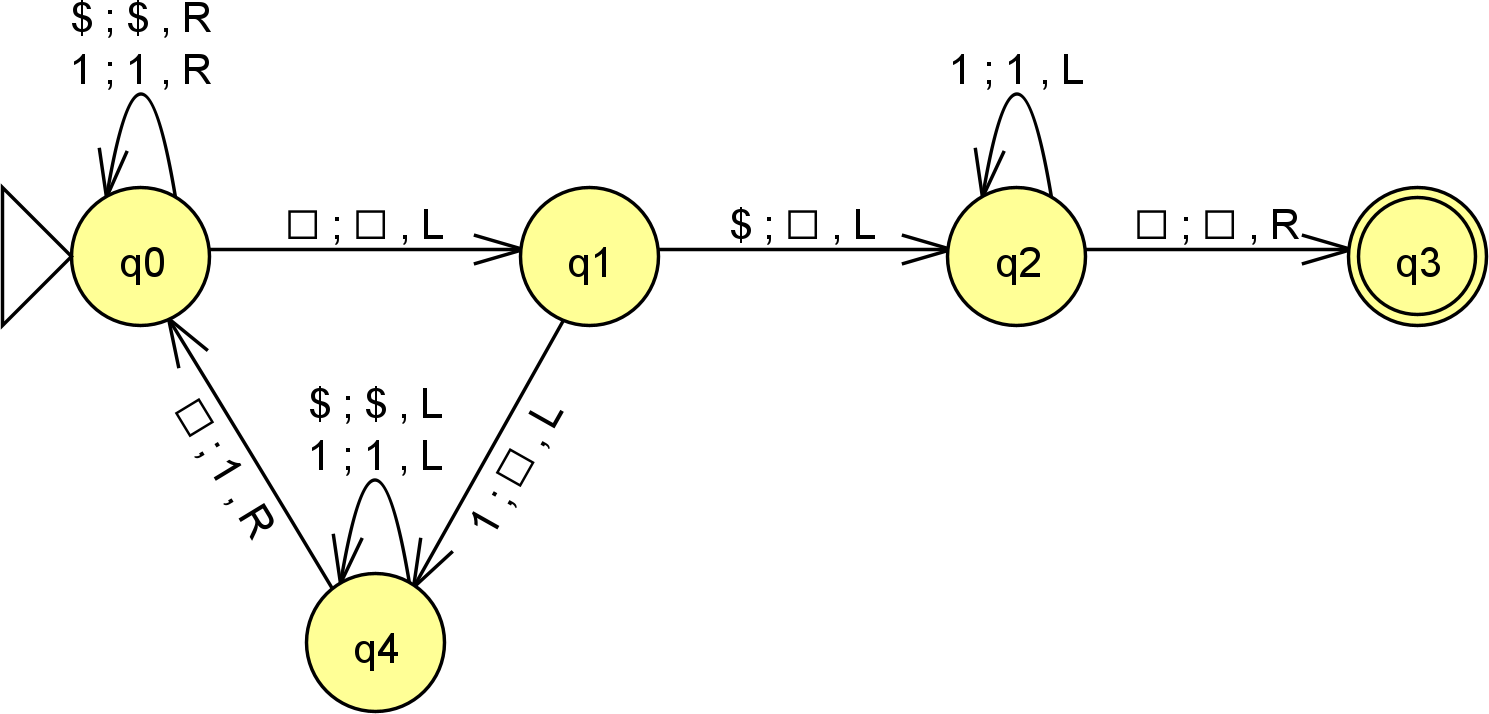 $ ; $ , R
1 ; 1 , R
1 ; 1 , L
□ ; □ , L
$ ; □ , L
□ ; □ , R
q0
q1
q2
q3
$ ; $ , L
1 ; 1 , L
□ ; 1 , R
1 ; □ , L
q4